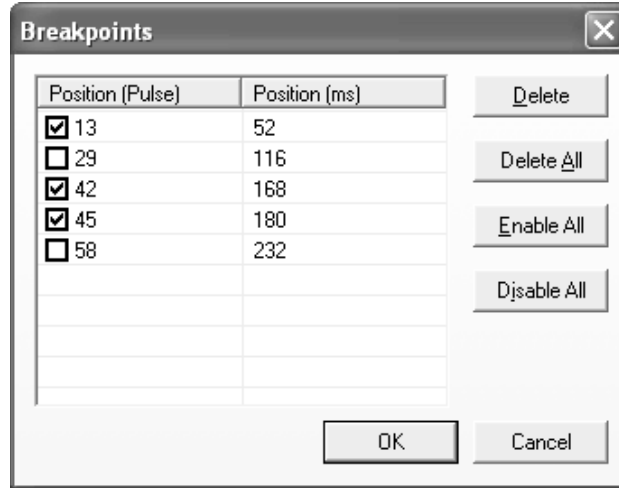 Breakpoints
Position (Pulse) Position (ms)
13 52
29 116
42 168
45 180
58 232
Delete
Delete All
Enable All
Disable All
OK Cancel